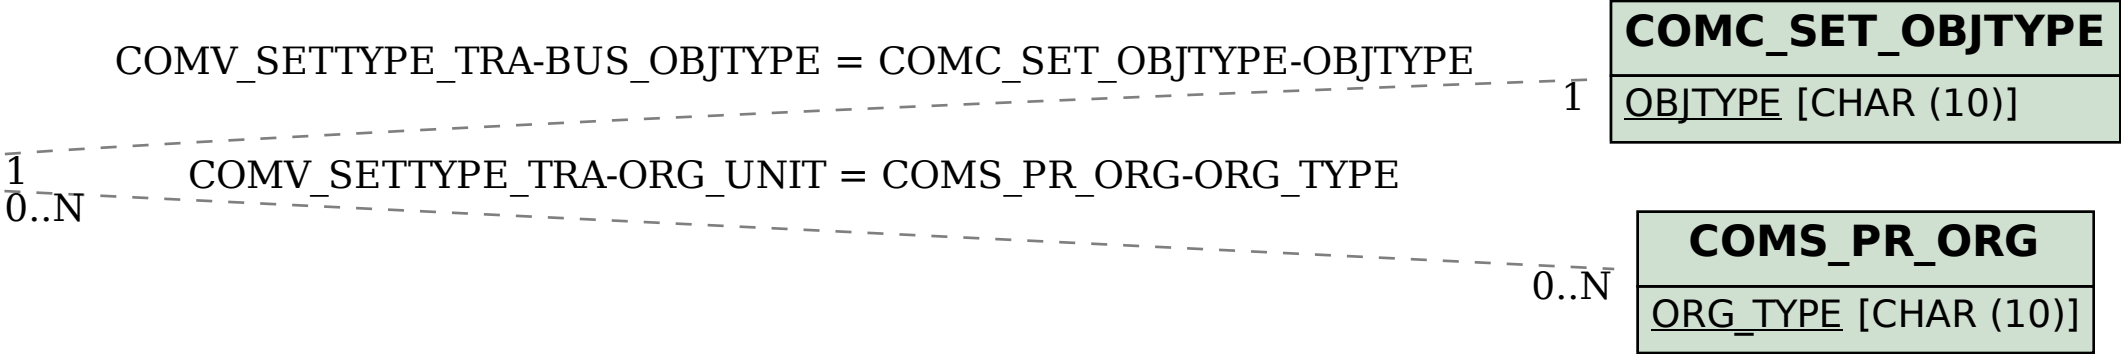 COMC_SET_OBJTYPE
COMV_SETTYPE_TRA-BUS_OBJTYPE = COMC_SET_OBJTYPE-OBJTYPE
1
OBJTYPE [CHAR (10)]
1
COMV_SETTYPE_TRA-ORG_UNIT = COMS_PR_ORG-ORG_TYPE
0..N
COMS_PR_ORG
0..N
ORG_TYPE [CHAR (10)]